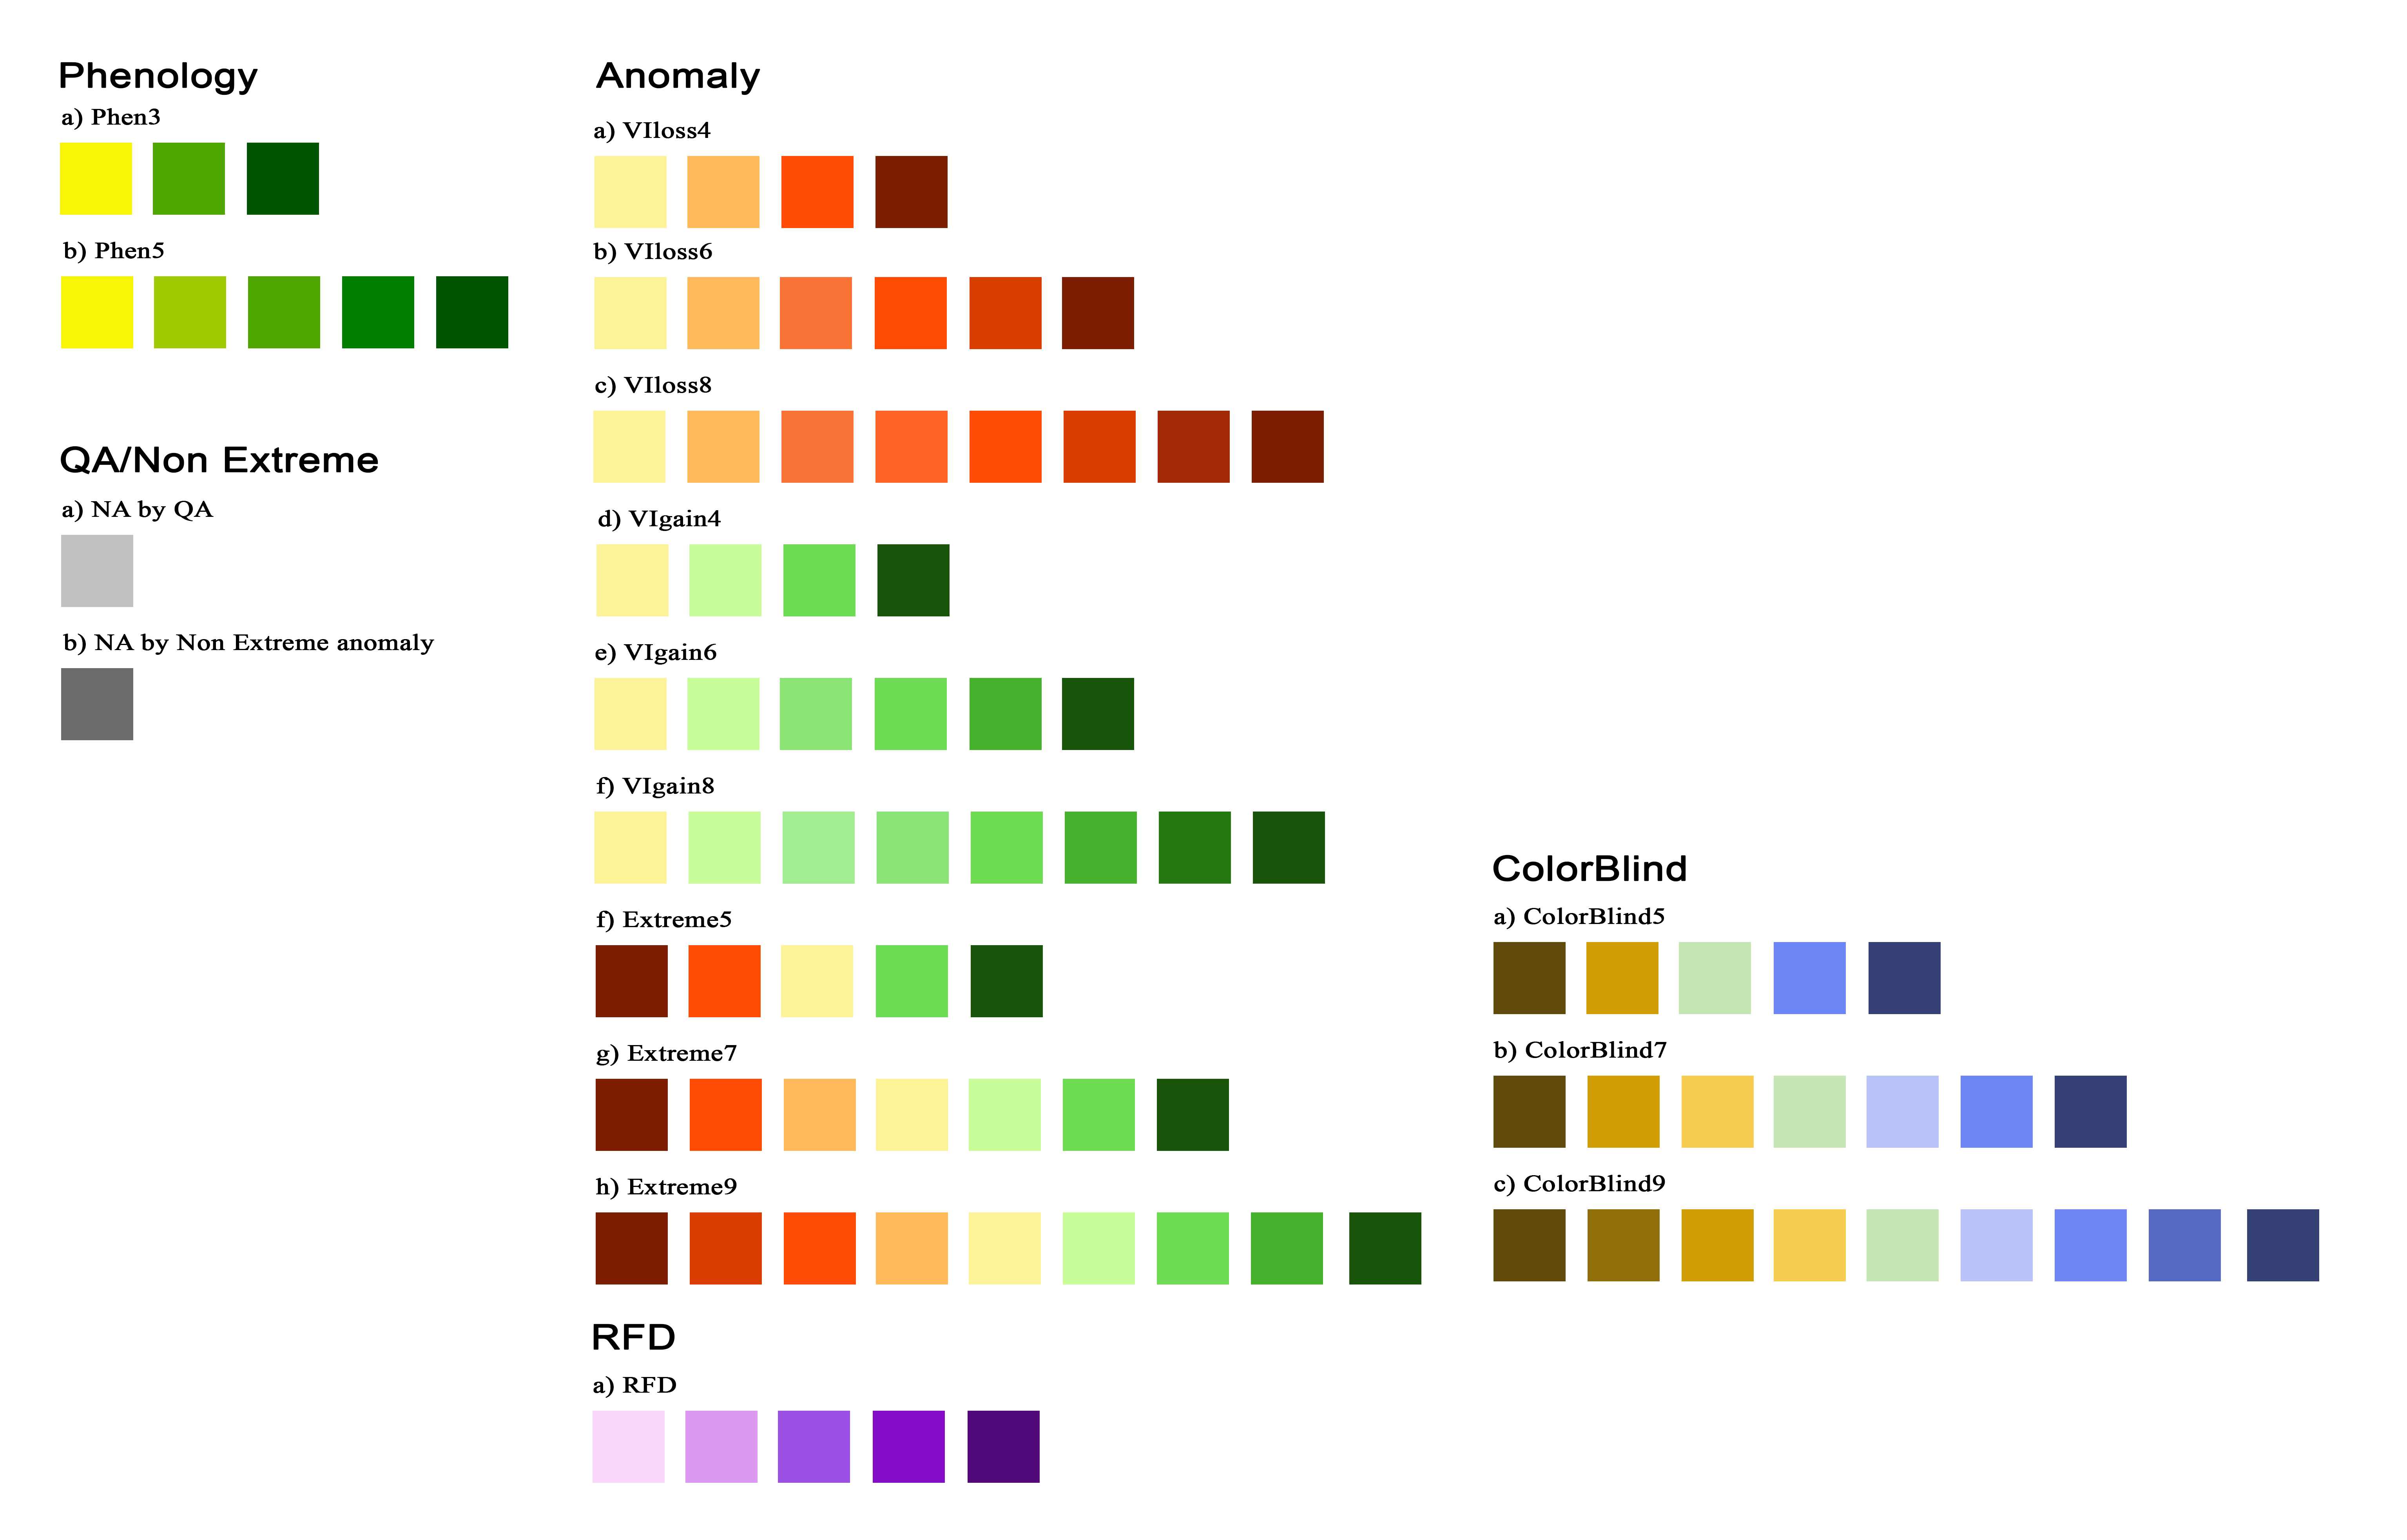 Phenology
a) Phen3
b) Phen5
QA/Non Extreme
a) NA by QA
b) NA by Non Extreme anomaly
Anomaly
a) VIloss4
b) VIloss6
c) VIloss8
d) VIgain4
e) VIgain6
f) VIgain8
f) Extreme5
g) Extreme7
h) Extreme9
RFD
a) RFD
ColorBlind
a) ColorBlind5
b) ColorBlind7
c) ColorBlind9